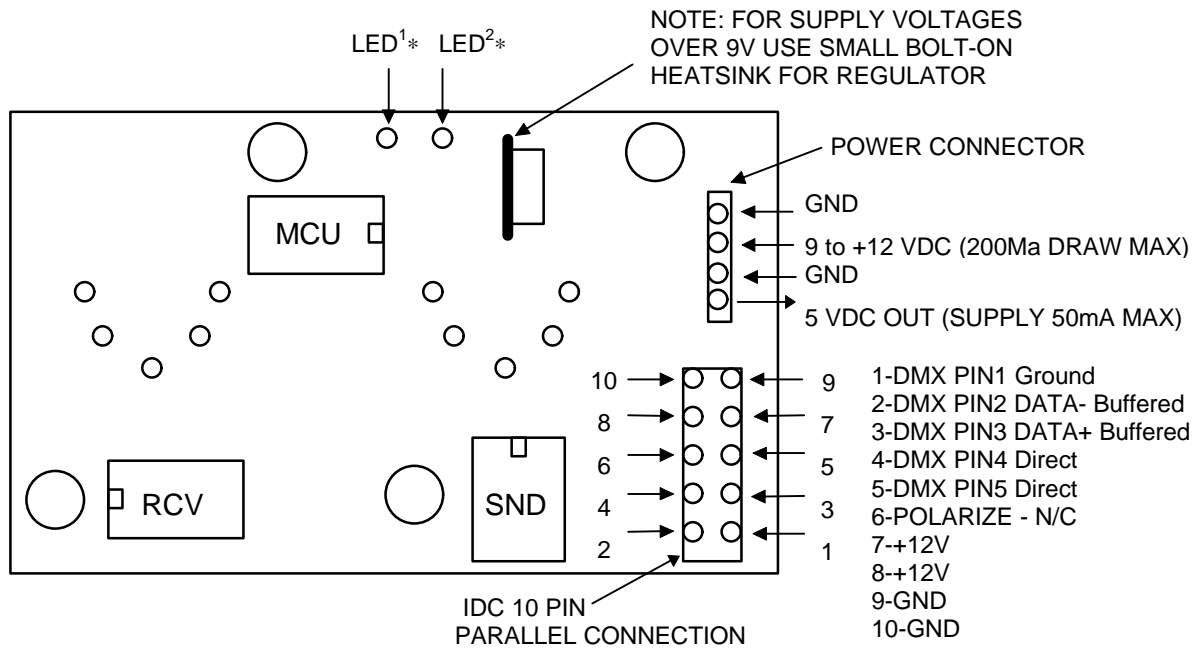 NOTE: FOR SUPPLY VOLTAGES
OVER 9V USE SMALL BOLT-ON
HEATSINK FOR REGULATOR
LED1* LED2*
POWER CONNECTOR
GND
9 to +12 VDC (200Ma DRAW MAX)
GND
5 VDC OUT (SUPPLY 50mA MAX)
MCU
RCV
SND
10 9
8 7
6 5
4 3
2 1
1-DMX PIN1 Ground
2-DMX PIN2 DATA- Buffered
3-DMX PIN3 DATA+ Buffered
4-DMX PIN4 Direct
5-DMX PIN5 Direct
6-POLARIZE - N/C
7-+12V
8-+12V
9-GND
10-GND
IDC 10 PIN
PARALLEL CONNECTION